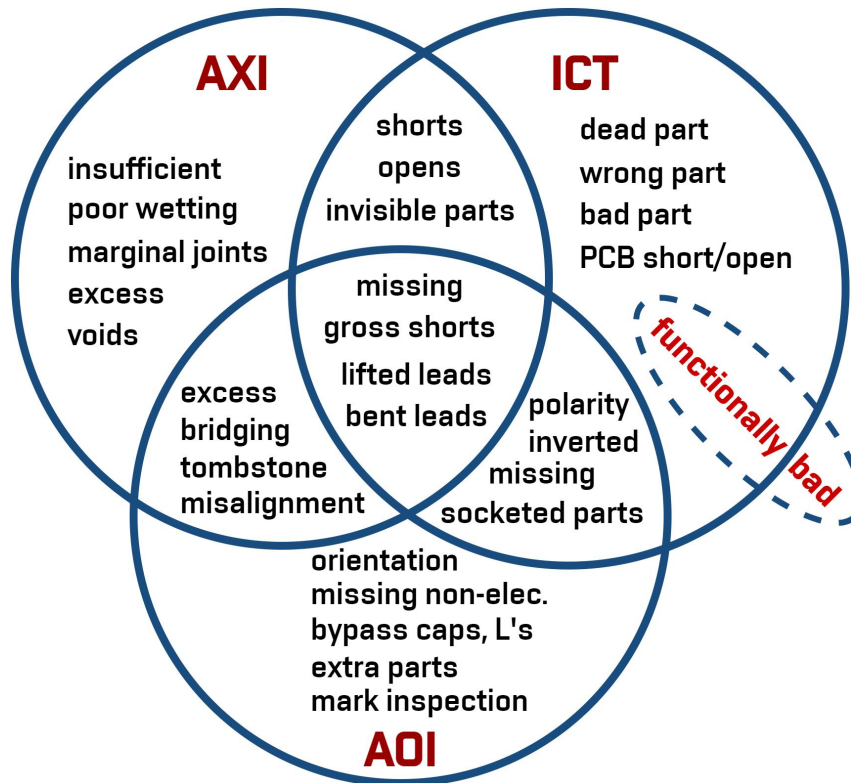 AXI
ICT
insufficient
poor wetting
marginal joints
excess
voids
shorts
opens
invisible parts
dead part
wrong part
bad part
PCB short/open
missing
gross shorts
lifted leads
bent leads
functionally bad
excess
bridging
tombstone
misalignment
polarity
inverted
missing
socketed parts
orientation
missing non-elec.
bypass caps, L's
extra parts
mark inspection
AOI